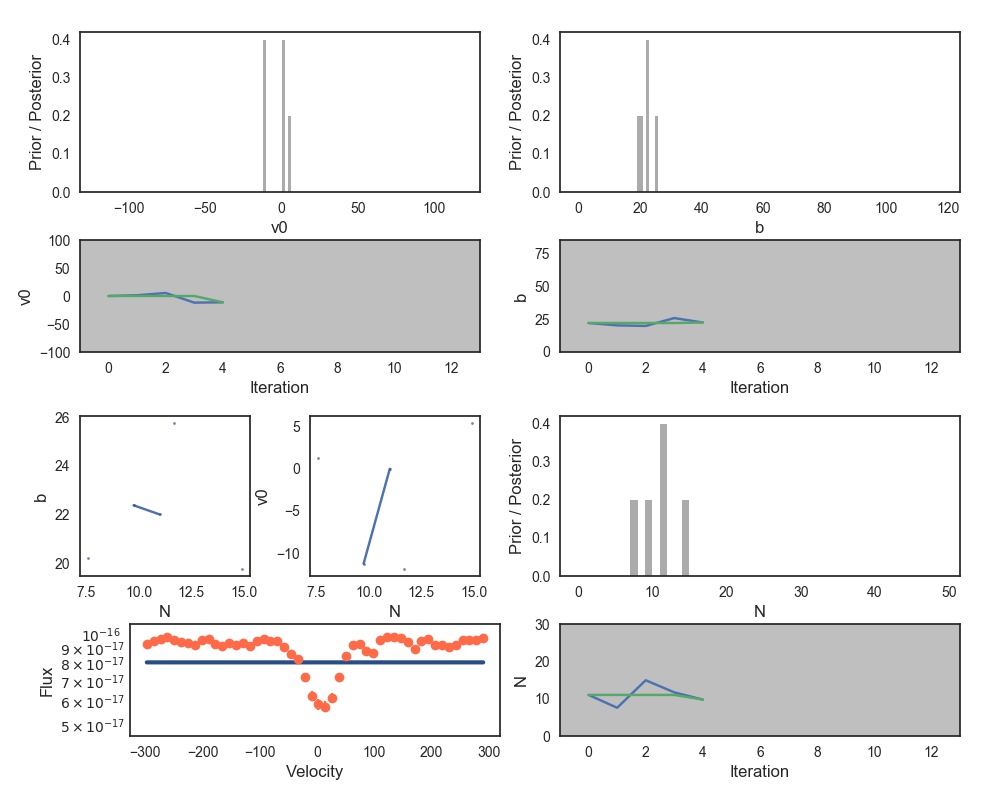 0.4
0.3
0.2
0.1
0.0
Prior / Posterior
−100 −50 0 50 100
v0
0.4
0.3
0.2
0.1
0.0
Prior / Posterior
0 20 40 60 80 100 120
b
100
50
0
−50
−100
v0
0 2 4 6 8 10 12
Iteration
75
50
25
0
b
0 2 4 6 8 10 12
Iteration
26
24
22
20
b
7.5 10.0 12.5 15.0
N
5
0
−5
−10
v0
7.5 10.0 12.5 15.0
N
0.4
0.3
0.2
0.1
0.0
Prior / Posterior
0 10 20 30 40 50
N
10⁻¹⁶
9 × 10⁻¹⁷
8 × 10⁻¹⁷
7 × 10⁻¹⁷
6 × 10⁻¹⁷
5 × 10⁻¹⁷
Flux
−300 −200 −100 0 100 200 300
Velocity
30
20
10
0
N
0 2 4 6 8 10 12
Iteration